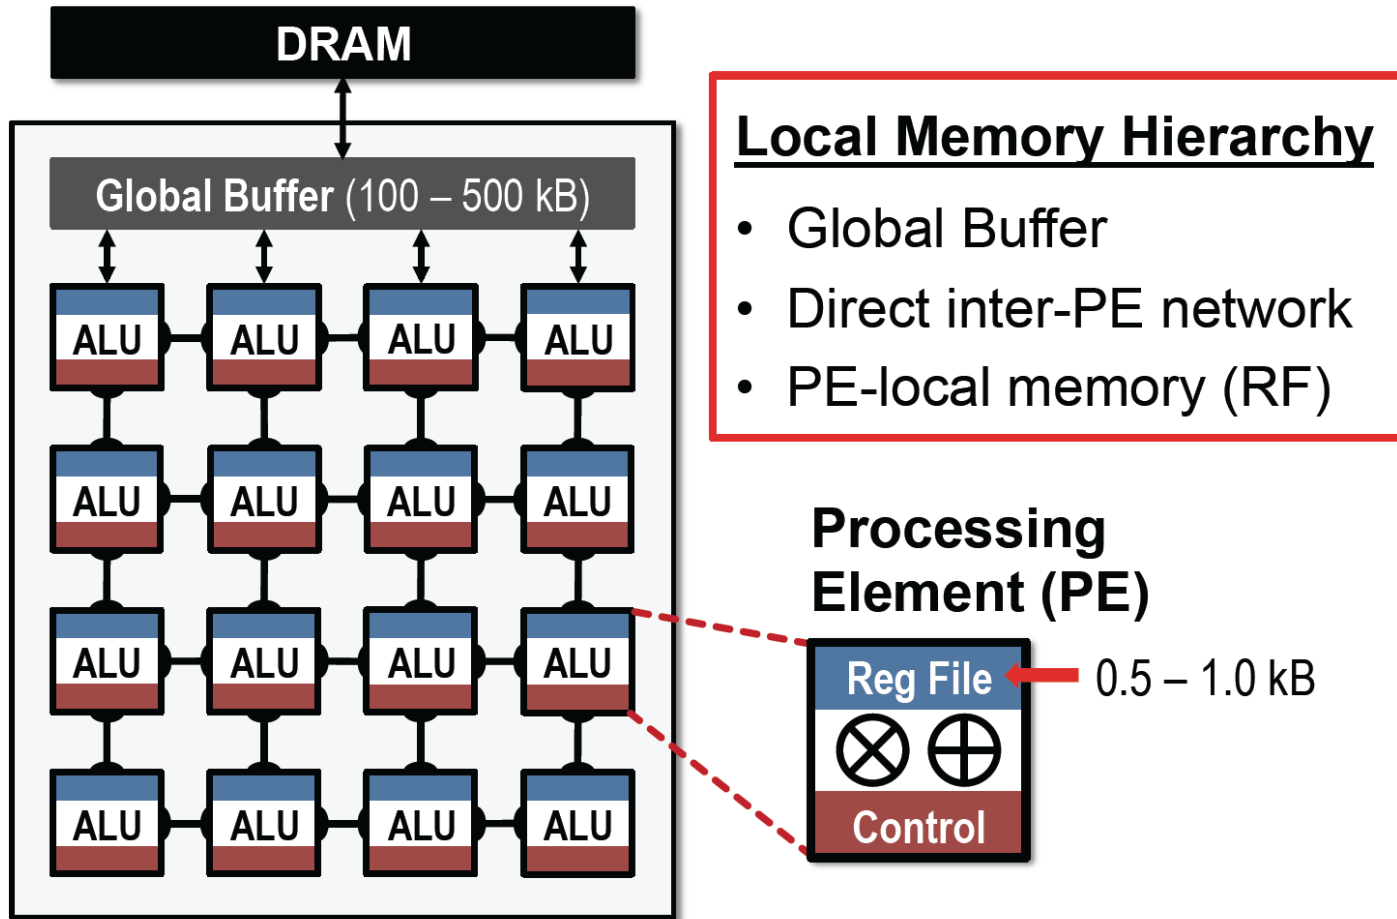 DRAM
Global Buffer (100 – 500 kB)
ALU ALU ALU ALU
ALU ALU ALU ALU
ALU ALU ALU ALU
ALU ALU ALU ALU
Local Memory Hierarchy
• Global Buffer
• Direct inter-PE network
• PE-local memory (RF)
Processing
Element (PE)
Reg File
0.5 – 1.0 kB
Control